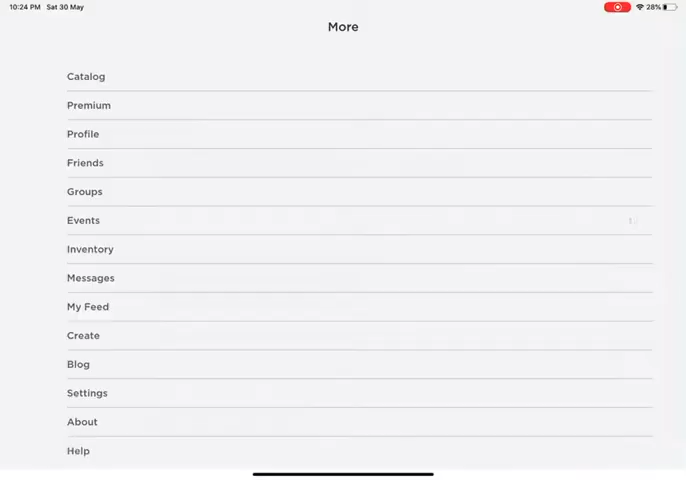 10:24 PM Sat 30 May
28%
More
Catalog
Premium
Profile
Friends
Groups
Events
Inventory
Messages
My Feed
Create
Blog
Settings
About
Help